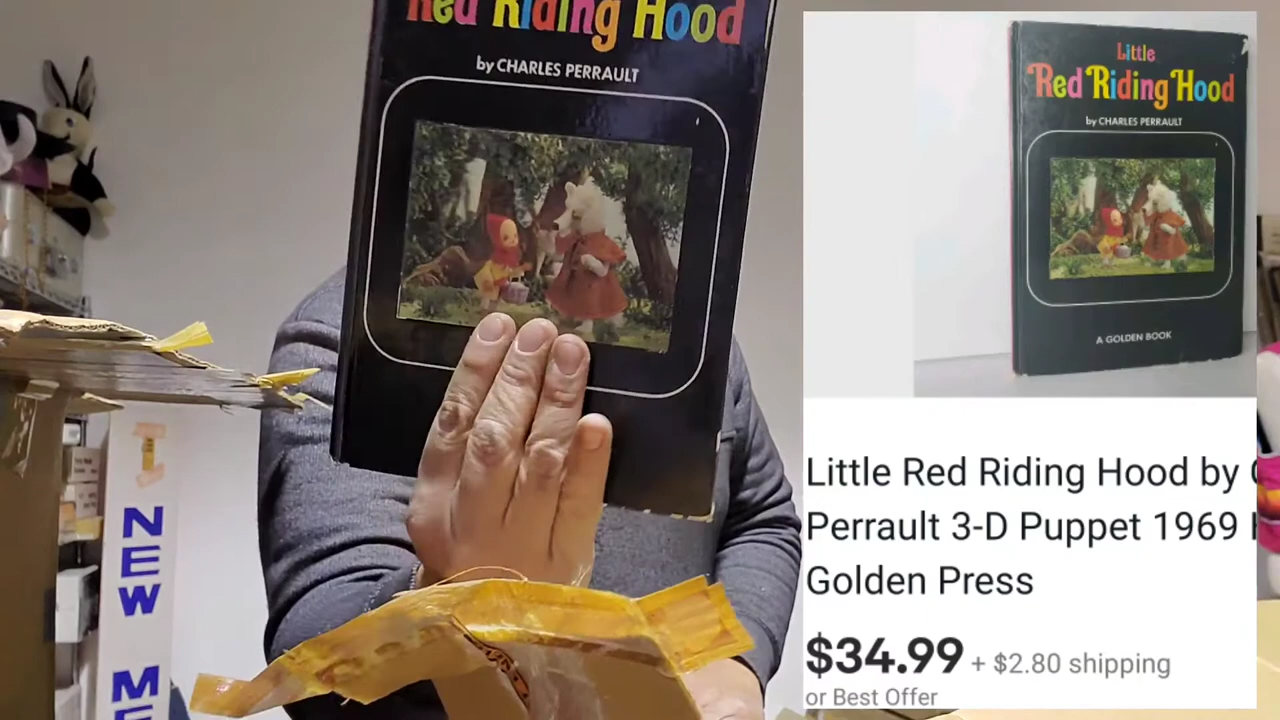 Red Riding Hood
by CHARLES PERRAULT
I
NEW
Little
Red Riding Hood
by CHARLES PERRAULT
A GOLDEN BOOK
Little Red Riding Hood by
Perrault 3-D Puppet 1969
Golden Press
$34.99 + $2.80 shipping
or Best Offer